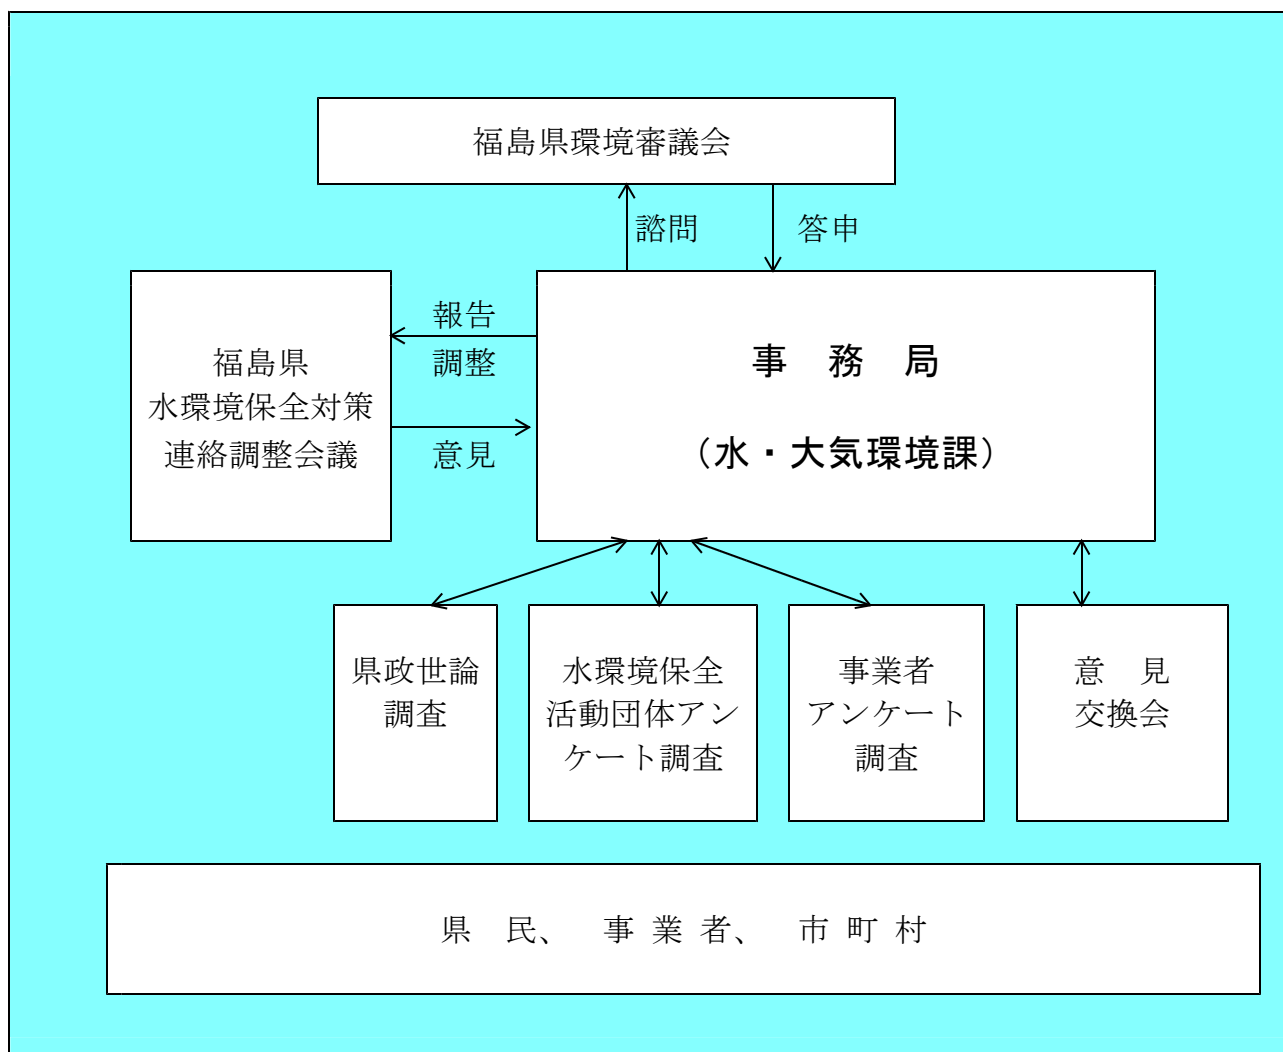 福島県環境審議会
諮問
答申
報告
調整
意見
福島県
水環境保全対策
連絡調整会議
事　務　局
（水・大気環境課）
県政世論
調査
水環境保全
活動団体アン
ケート調査
事業者
アンケート
調査
意　見
交換会
県　民、　事 業 者、　市 町 村